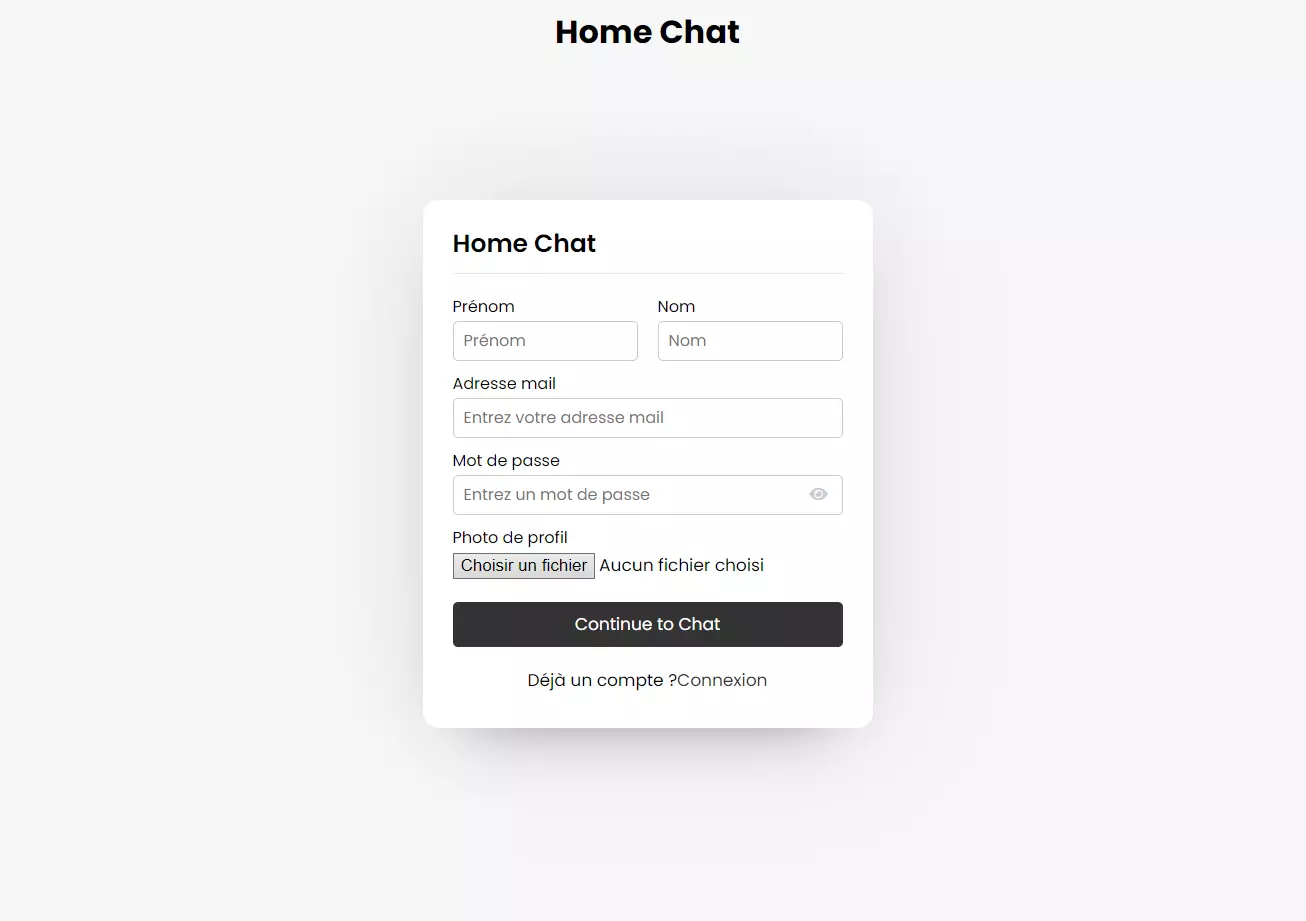 Home Chat
Home Chat
Prénom Nom
Prénom Nom
Adresse mail
Entrez votre adresse mail
Mot de passe
Entrez un mot de passe
Photo de profil
Choisir un fichier Aucun fichier choisi
Continue to Chat
Déjà un compte ?Connexion